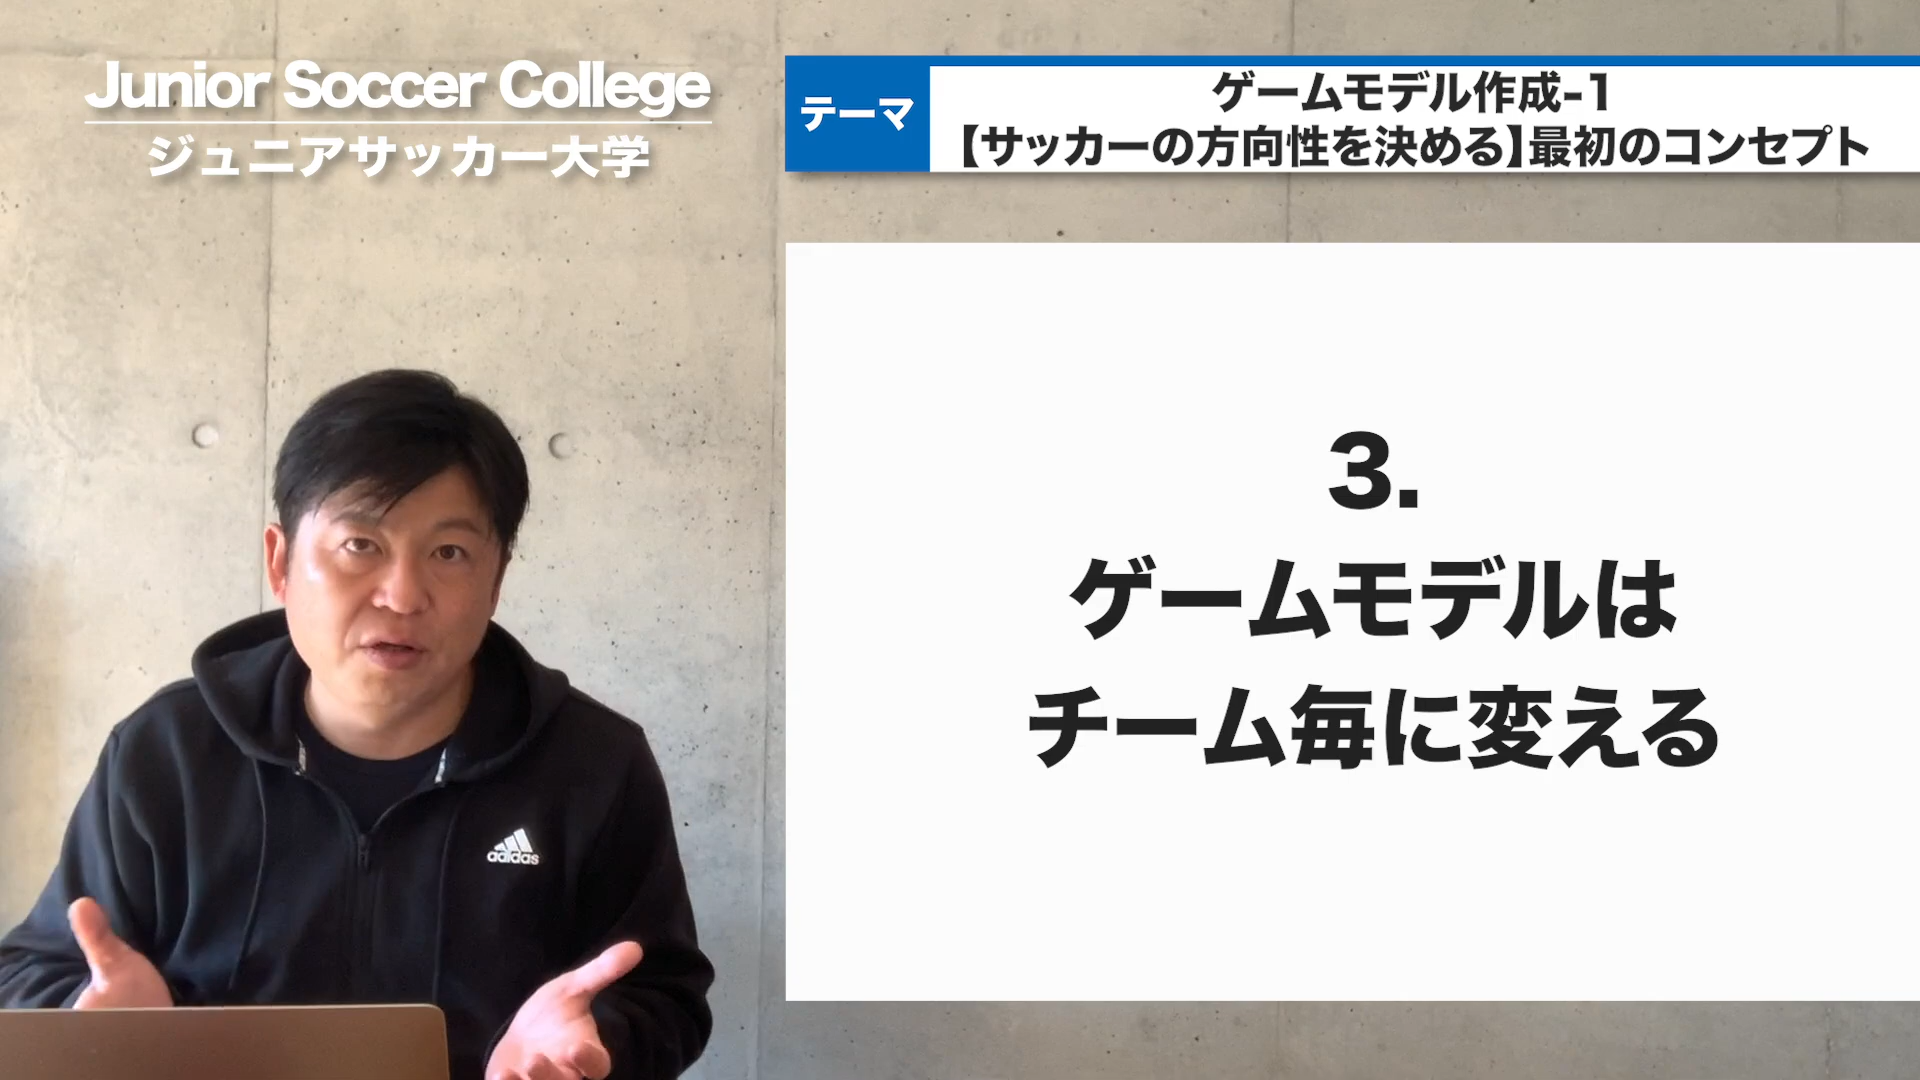 Junior Soccer College
ジュニアサッカー大学
テーマ
ゲームモデル作成-1
【サッカーの方向性を決める】最初のコンセプト
3.
ゲームモデルは
チーム毎に変える
adidas